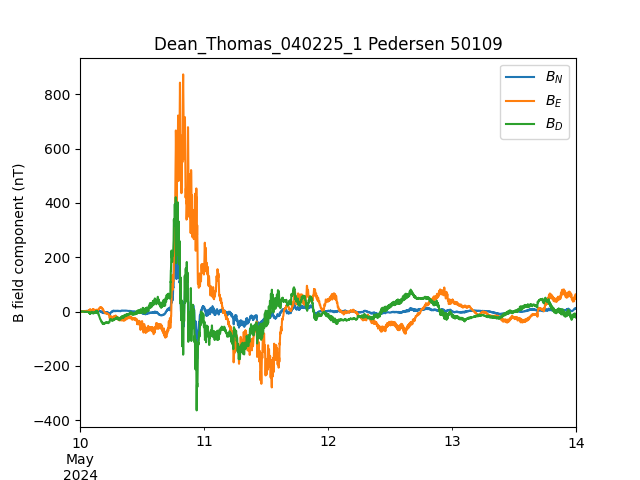 Dean_Thomas_040225_1 Pedersen 50109
B field component (nT)
800
600
400
200
0
−200
−400
B_N
B_E
B_D
10 11 12 13 14
May
2024